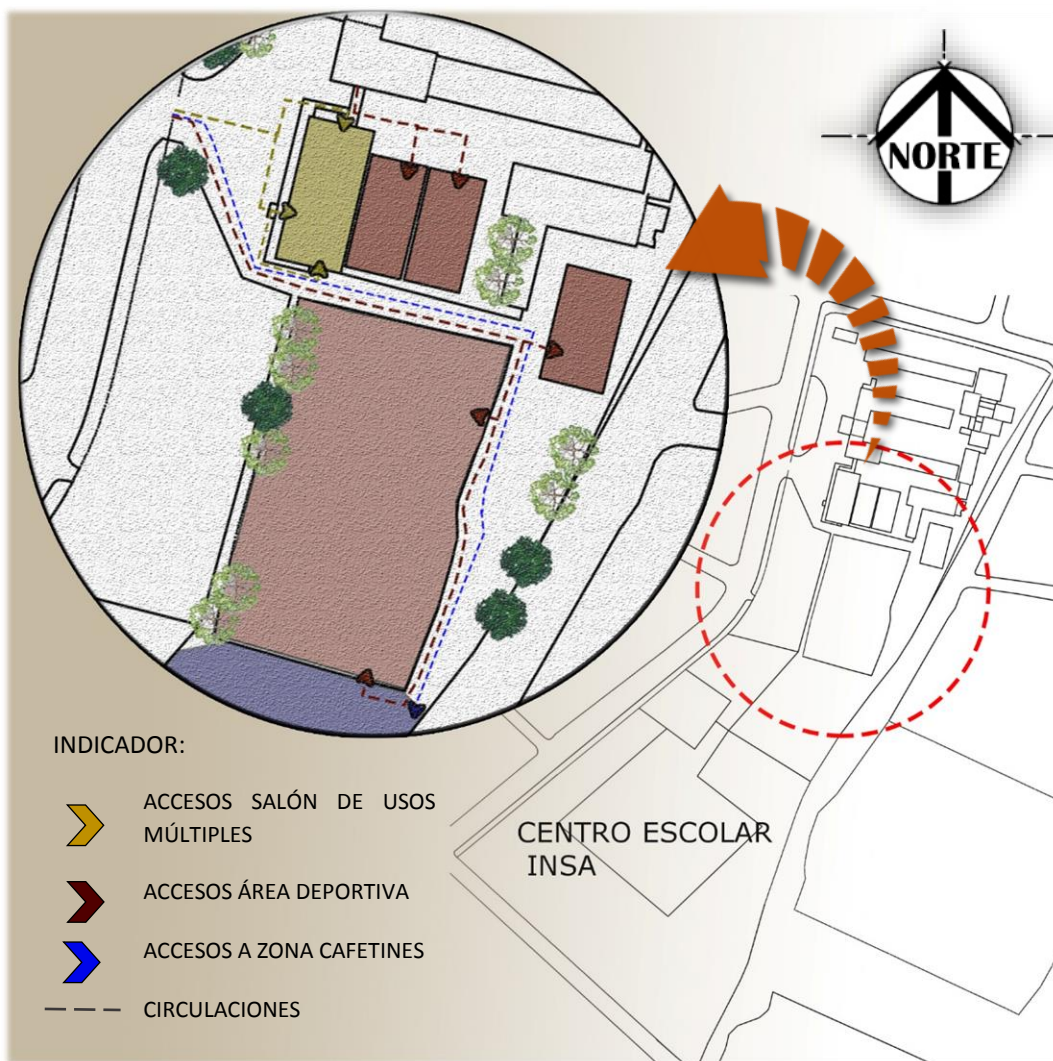 NORTE
CENTRO ESCOLAR
INSA
INDICADOR:
ACCESOS SALÓN DE USOS
MÚLTIPLES
ACCESOS ÁREA DEPORTIVA
ACCESOS A ZONA CAFETINES
CIRCULACIONES